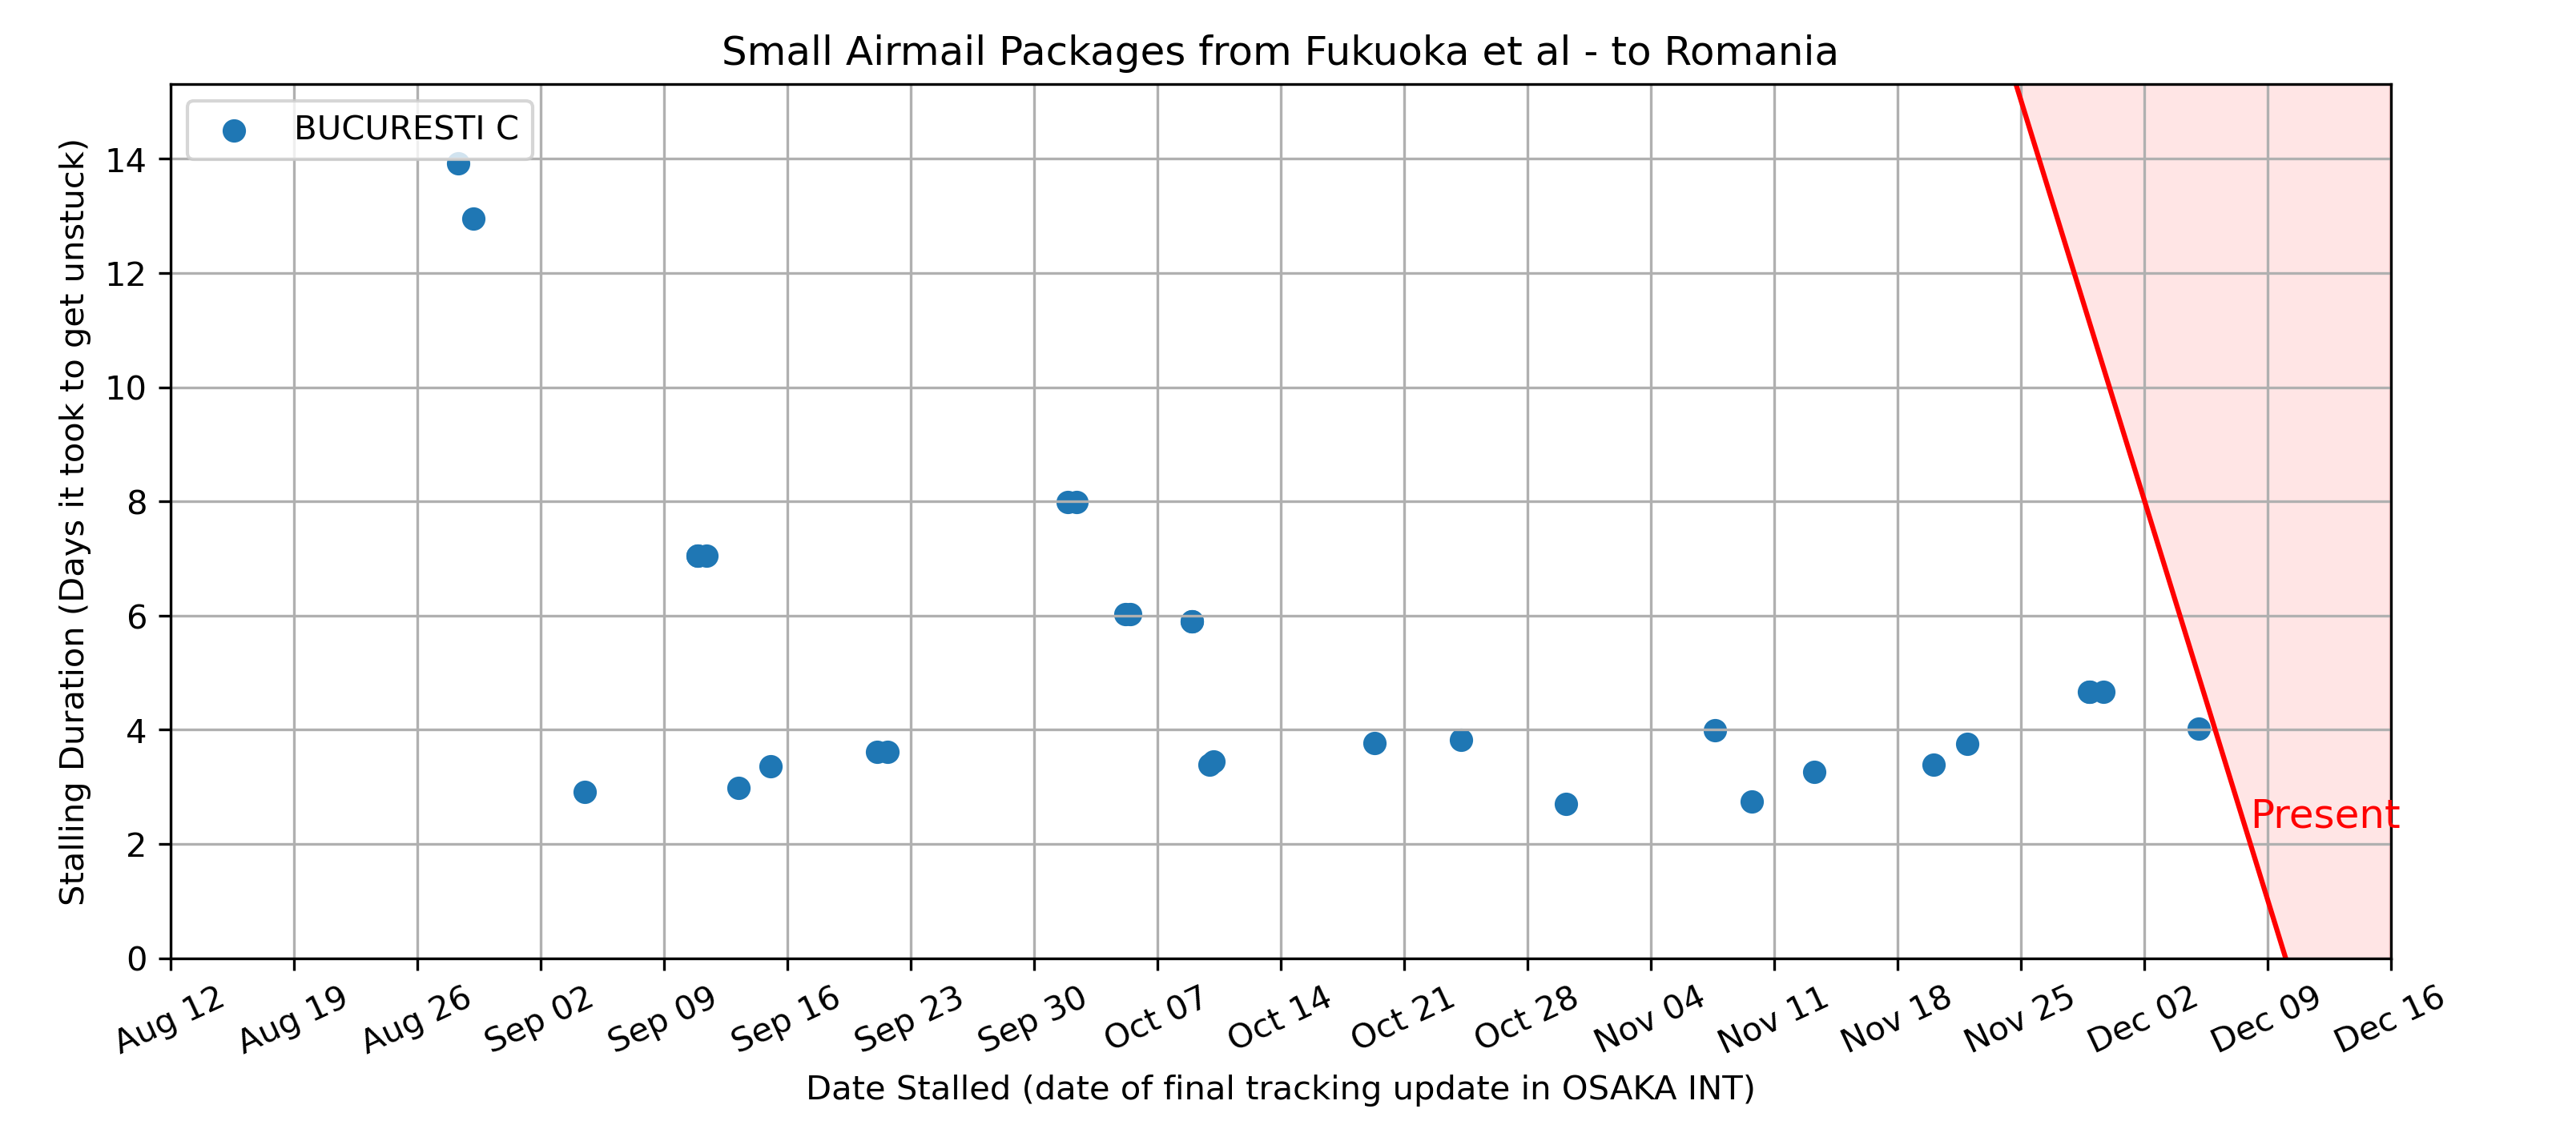 Small Airmail Packages from Fukuoka et al - to Romania
BUCURESTI C
Stalling Duration (Days it took to get unstuck)
14
12
10
8
6
4
2
0
Present
Aug 12
Aug 19
Aug 26
Sep 02
Sep 09
Sep 16
Sep 23
Sep 30
Oct 07
Oct 14
Oct 21
Oct 28
Nov 04
Nov 11
Nov 18
Nov 25
Dec 02
Dec 09
Dec 16
Date Stalled (date of final tracking update in OSAKA INT)